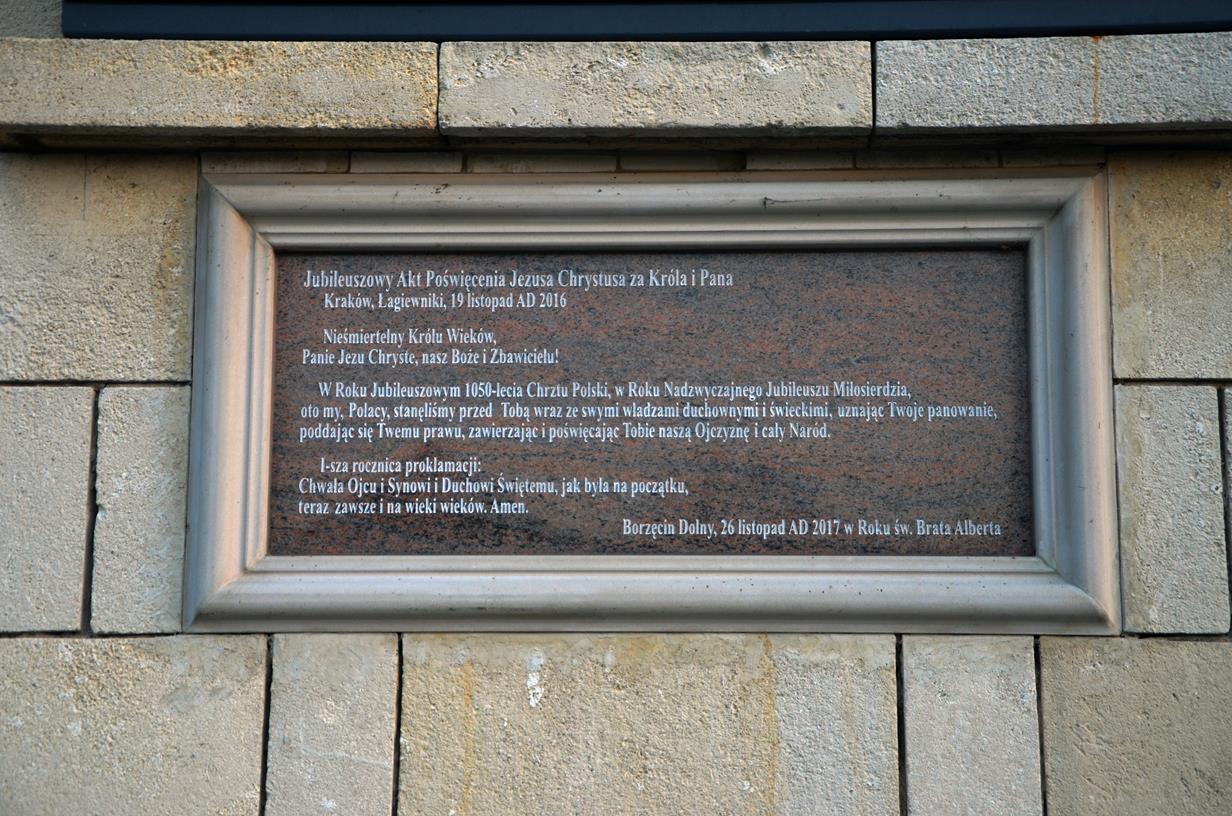 Jubileuszowy Akt Poświęcenia Jezusa Chrystusa za Króla i Pana
Kraków, Łagiewniki, 19 listopad AD 2016
Nieśmiertelny Królu Wieków,
Panie Jezu Chryste, nasz Boże i Zbawicielu!
W Roku Jubileuszowym 1050-lecia Chrztu Polski, w Roku Nadzwyczajnego Jubileuszu Miłosierdzia,
oto my, Polacy, stanęliśmy przed Tobą wraz ze swymi władzami duchownymi i świeckimi, uznając Twoje panowanie,
poddając się Twemu prawu, zawierzając i poświęcając Tobie naszą Ojczyznę i cały Naród.
I-sza rocznica proklamacji:
Chwała Ojcu i Synowi i Duchowi Świętemu, jak była na początku,
teraz zawsze i na wieki wieków. Amen.
Borzęcin Dolny, 26 listopad AD 2017 w Roku św. Brata Alberta